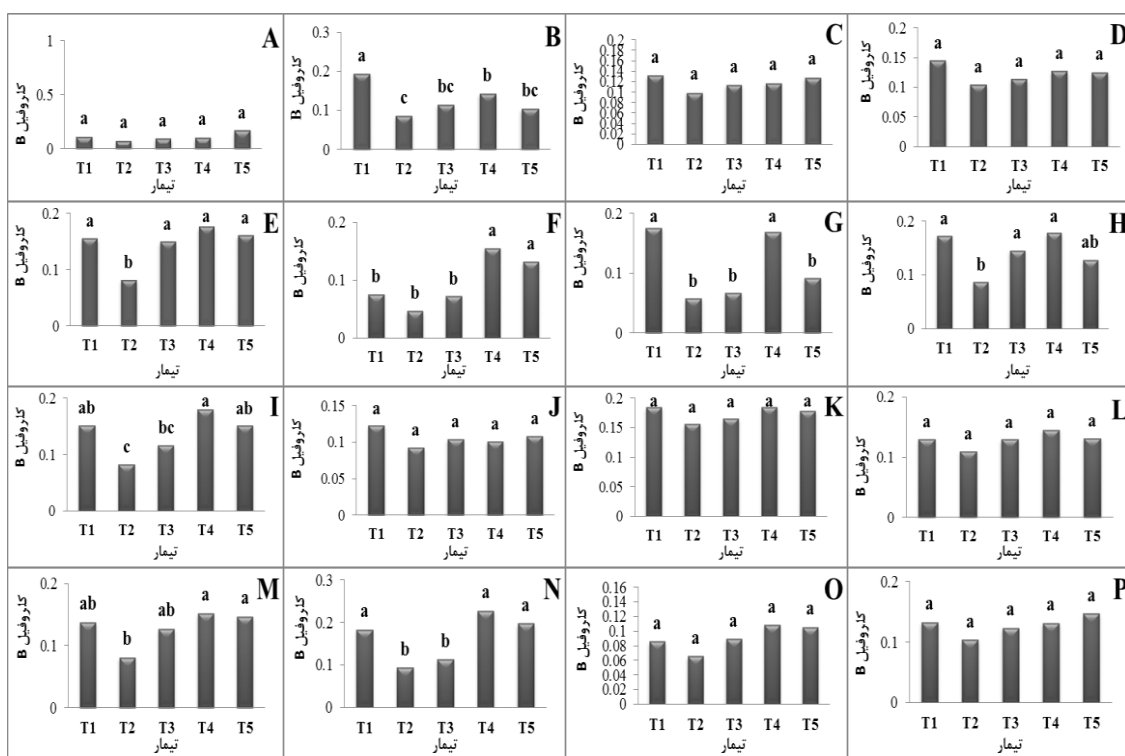 A
کلروفیل B
1
0.5
0
a a a a a
T1 T2 T3 T4 T5
تیمار
B
کلروفیل B
0.3
0.2
0.1
0
a c bc b bc
T1 T2 T3 T4 T5
تیمار
C
کلروفیل B
0.2
0.18
0.16
0.14
0.12
0.1
0.08
0.06
0.04
0.02
0
a a a a a
T1 T2 T3 T4 T5
تیمار
D
کلروفیل B
0.2
0.15
0.1
0.05
0
a a a a a
T1 T2 T3 T4 T5
تیمار
E
کلروفیل B
0.2
0.1
0
a b a a a
T1 T2 T3 T4 T5
تیمار
F
کلروفیل B
0.2
0.1
0
b b b a a
T1 T2 T3 T4 T5
تیمار
G
کلروفیل B
0.2
0.1
0
a b b a b
T1 T2 T3 T4 T5
تیمار
H
کلروفیل B
0.2
0.1
0
a b a a ab
T1 T2 T3 T4 T5
تیمار
I
کلروفیل B
0.2
0.1
0
ab c bc a ab
T1 T2 T3 T4 T5
تیمار
J
کلروفیل B
0.15
0.1
0.05
0
a a a a a
T1 T2 T3 T4 T5
تیمار
K
کلروفیل B
0.2
0.15
0.1
0.05
0
a a a a a
T1 T2 T3 T4 T5
تیمار
L
کلروفیل B
0.2
0.1
0
a a a a a
T1 T2 T3 T4 T5
تیمار
M
کلروفیل B
0.2
0.1
0
ab b ab a a
T1 T2 T3 T4 T5
تیمار
N
کلروفیل B
0.3
0.2
0.1
0
a b b a a
T1 T2 T3 T4 T5
تیمار
O
کلروفیل B
0.16
0.14
0.12
0.1
0.08
0.06
0.04
0.02
0
a a a a a
T1 T2 T3 T4 T5
تیمار
P
کلروفیل B
0.2
0.1
0
a a a a a
T1 T2 T3 T4 T5
تیمار